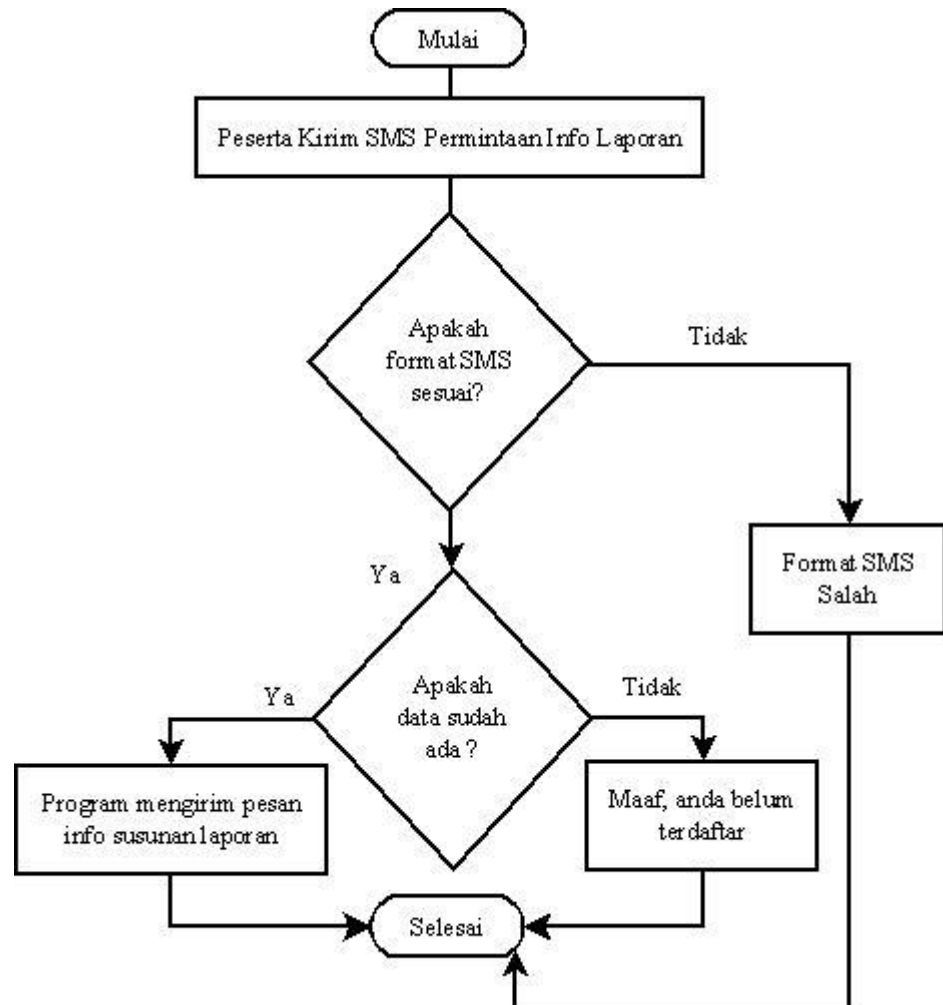 Mulai
Peserta Kirim SMS Permintaan Info Laporan
Apakah
format SMS
sesuai?
Tidak
Format SMS
Salah
Ya
Apakah
data sudah
ada ?
Ya
Tidak
Program mengirim pesan
info susunan laporan
Maaf, anda belum
terdaftar
Selesai